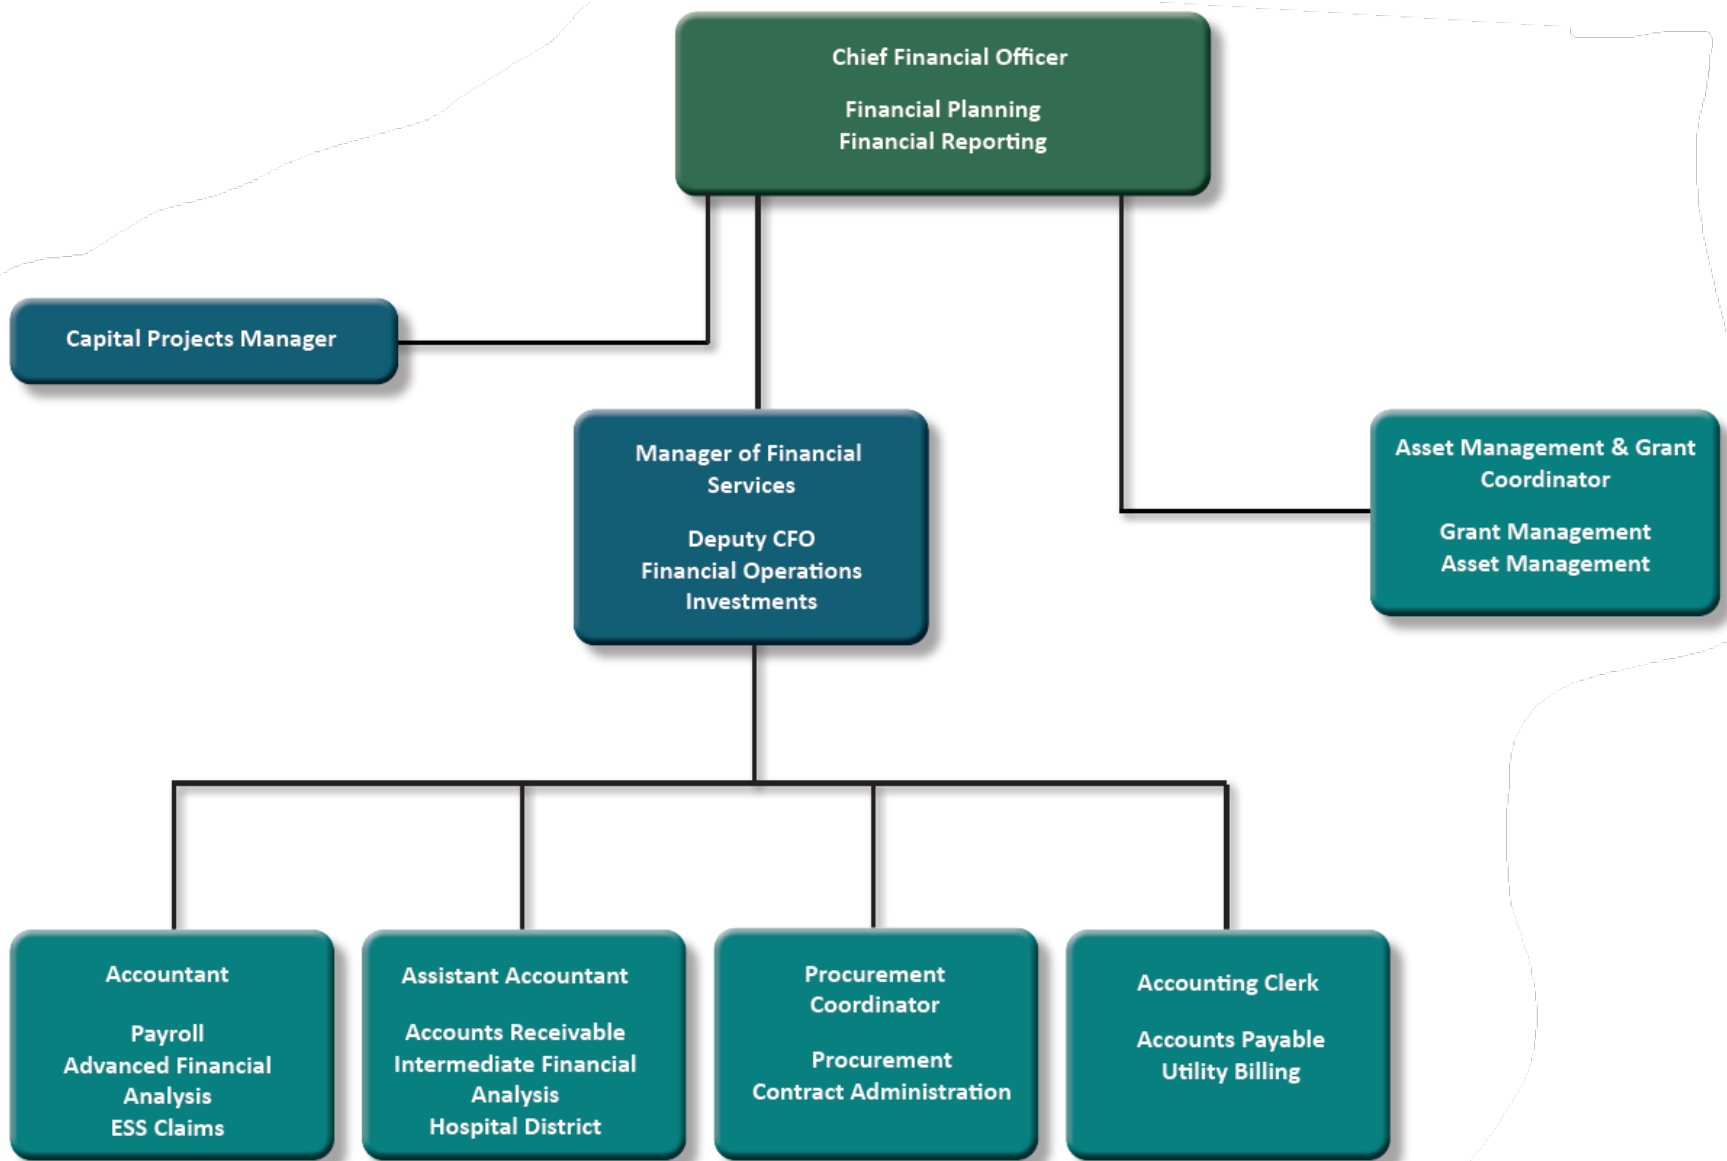 Chief Financial Officer
Financial Planning
Financial Reporting
Capital Projects Manager
Manager of Financial
Services
Deputy CFO
Financial Operations
Investments
Asset Management & Grant
Coordinator
Grant Management
Asset Management
Accountant
Payroll
Advanced Financial
Analysis
ESS Claims
Assistant Accountant
Accounts Receivable
Intermediate Financial
Analysis
Hospital District
Procurement
Coordinator
Procurement
Contract Administration
Accounting Clerk
Accounts Payable
Utility Billing